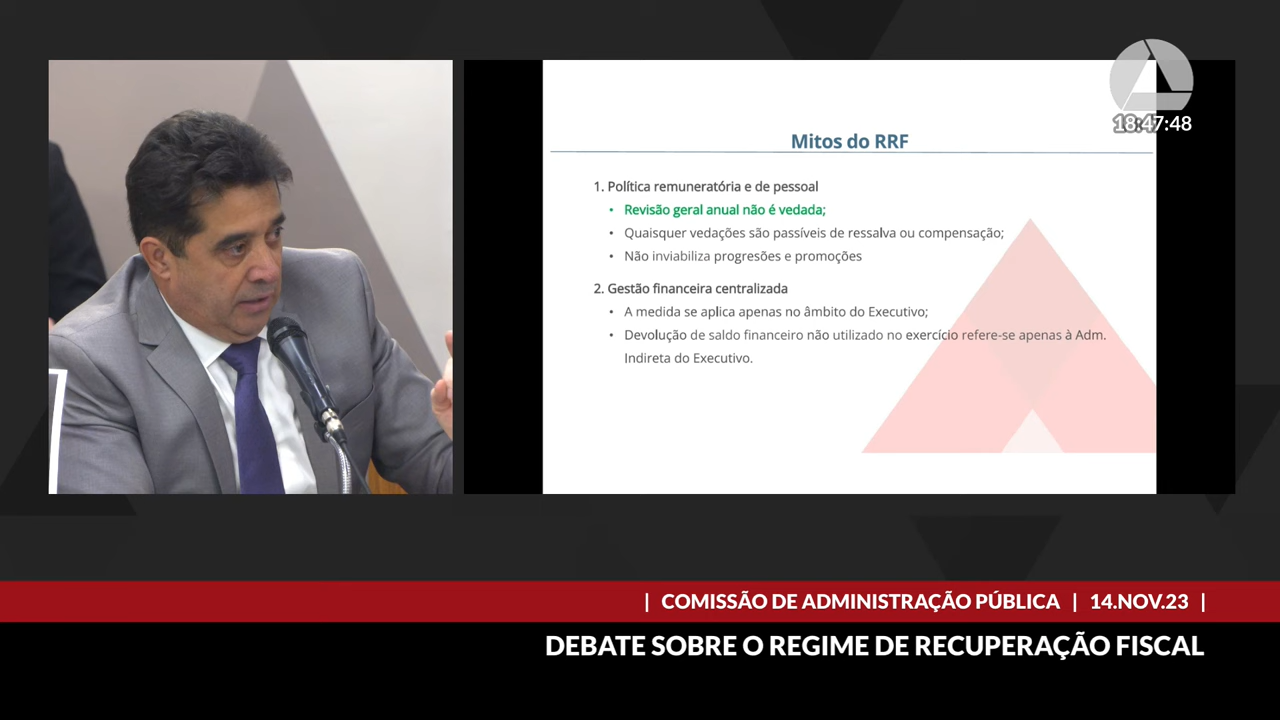 18:47:48
Mitos do RRF
1. Política remuneratória e de pessoal
• Revisão geral anual não é vedada;
• Quaisquer vedações são passíveis de ressalva ou compensação;
• Não inviabiliza progresões e promoções
2. Gestão financeira centralizada
• A medida se aplica apenas no âmbito do Executivo;
• Devolução de saldo financeiro não utilizado no exercício refere-se apenas à Adm.
Indireta do Executivo.
| COMISSÃO DE ADMINISTRAÇÃO PÚBLICA | 14.NOV.23 |
DEBATE SOBRE O REGIME DE RECUPERAÇÃO FISCAL